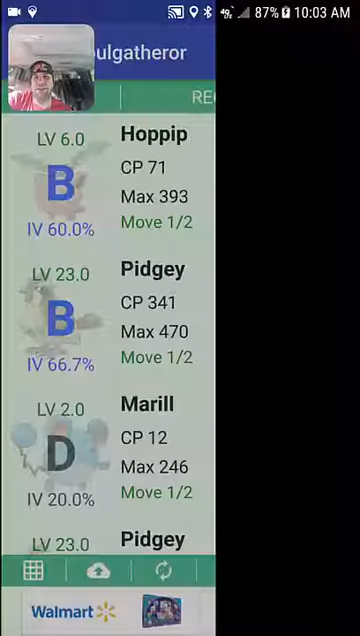 87% 10:03 AM
ulgatheror
REC
LV 6.0
Hoppip
B
CP 71
Max 393
IV 60.0%
Move 1/2
LV 23.0
Pidgey
B
CP 341
Max 470
IV 66.7%
Move 1/2
LV 2.0
Marill
D
CP 12
Max 246
IV 20.0%
Move 1/2
LV 23.0
Pidgey
Walmart